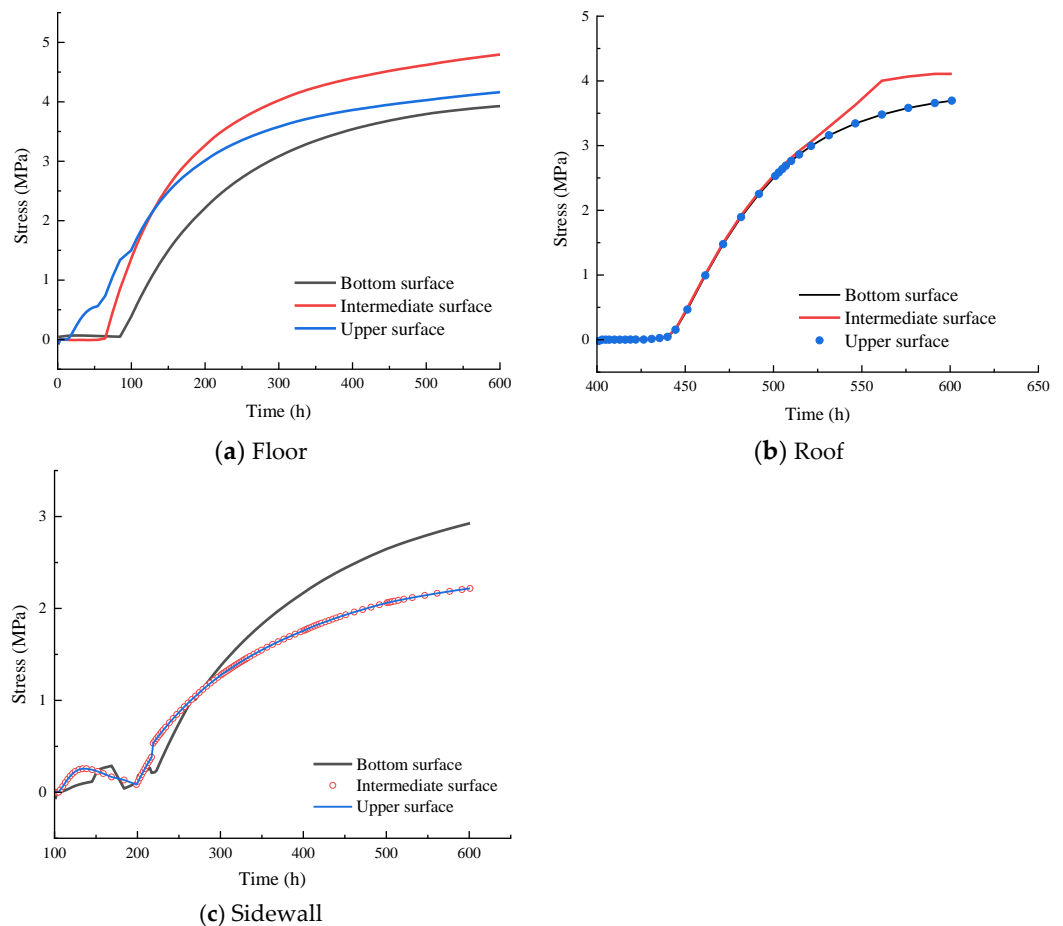 5
4
3
2
1
0
Stress (MPa)
Bottom surface
Intermediate surface
Upper surface
0 100 200 300 400 500 600
Time (h)
(a) Floor
5
4
3
2
1
0
Stress (MPa)
Bottom surface
Intermediate surface
Upper surface
400 450 500 550 600 650
Time (h)
(b) Roof
3
2
1
0
Stress (MPa)
Bottom surface
Intermediate surface
Upper surface
100 200 300 400 500 600
Time (h)
(c) Sidewall